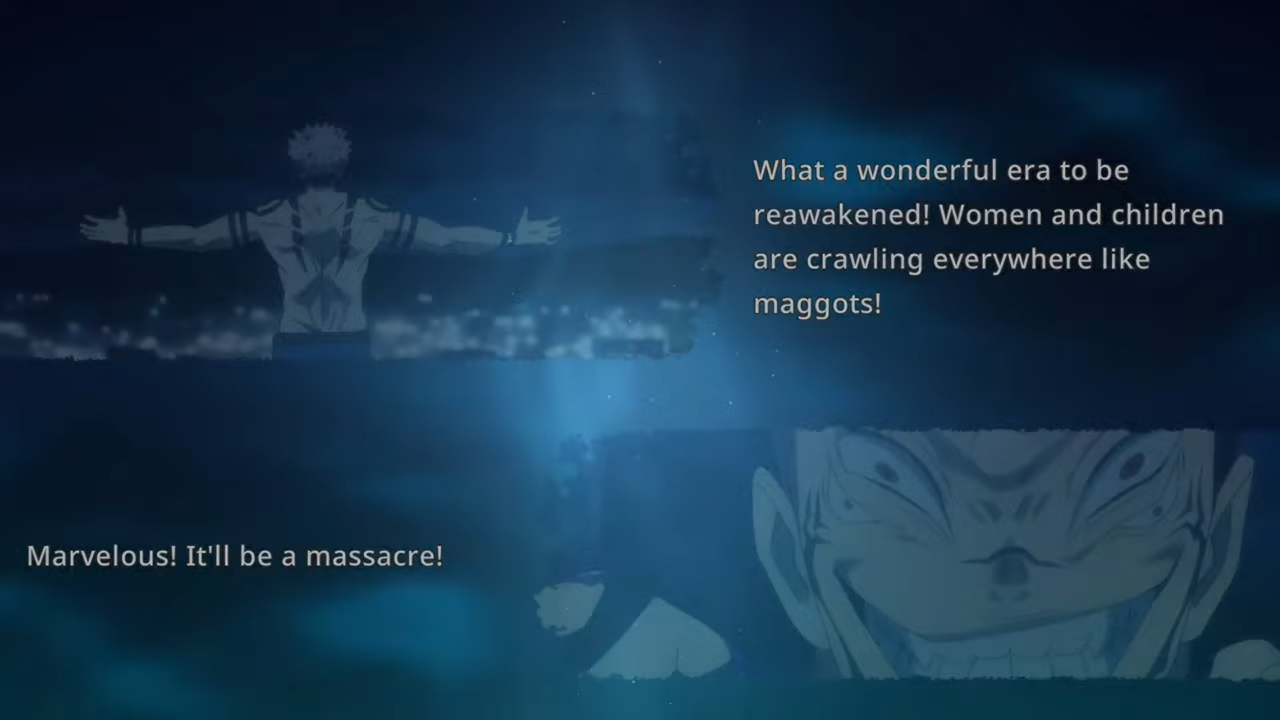 What a wonderful era to be
reawakened! Women and children
are crawling everywhere like
maggots!
Marvelous! It'll be a massacre!